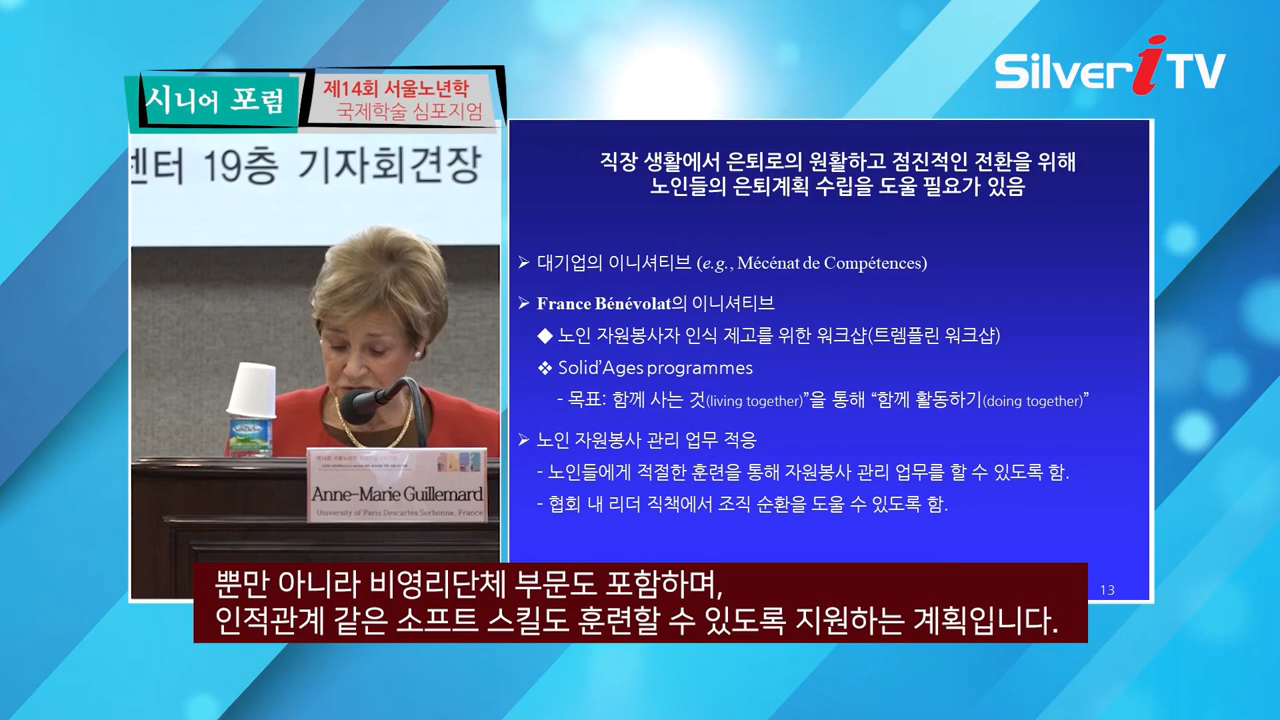 Silver i TV
시니어 포럼
제14회 서울노년학
국제학술 심포지엄
센터 19층 기자회견장
Anne-Marie Guillemard
University of Paris Descartes Sorbonne, France
직장 생활에서 은퇴로의 원활하고 점진적인 전환을 위해
노인들의 은퇴계획 수립을 도울 필요가 있음
➢ 대기업의 이니셔티브 (e.g., Mécénat de Compétences)
➢ France Bénévolat의 이니셔티브
◆ 노인 자원봉사자 인식 제고를 위한 워크샵(트렘플린 워크샵)
❖ Solid’Ages programmes
- 목표: 함께 사는 것(living together)”을 통해 “함께 활동하기(doing together)”
➢ 노인 자원봉사 관리 업무 적응
- 노인들에게 적절한 훈련을 통해 자원봉사 관리 업무를 할 수 있도록 함.
- 협회 내 리더 직책에서 조직 순환을 도울 수 있도록 함.
13
뿐만 아니라 비영리단체 부문도 포함하며,
인적관계 같은 소프트 스킬도 훈련할 수 있도록 지원하는 계획입니다.